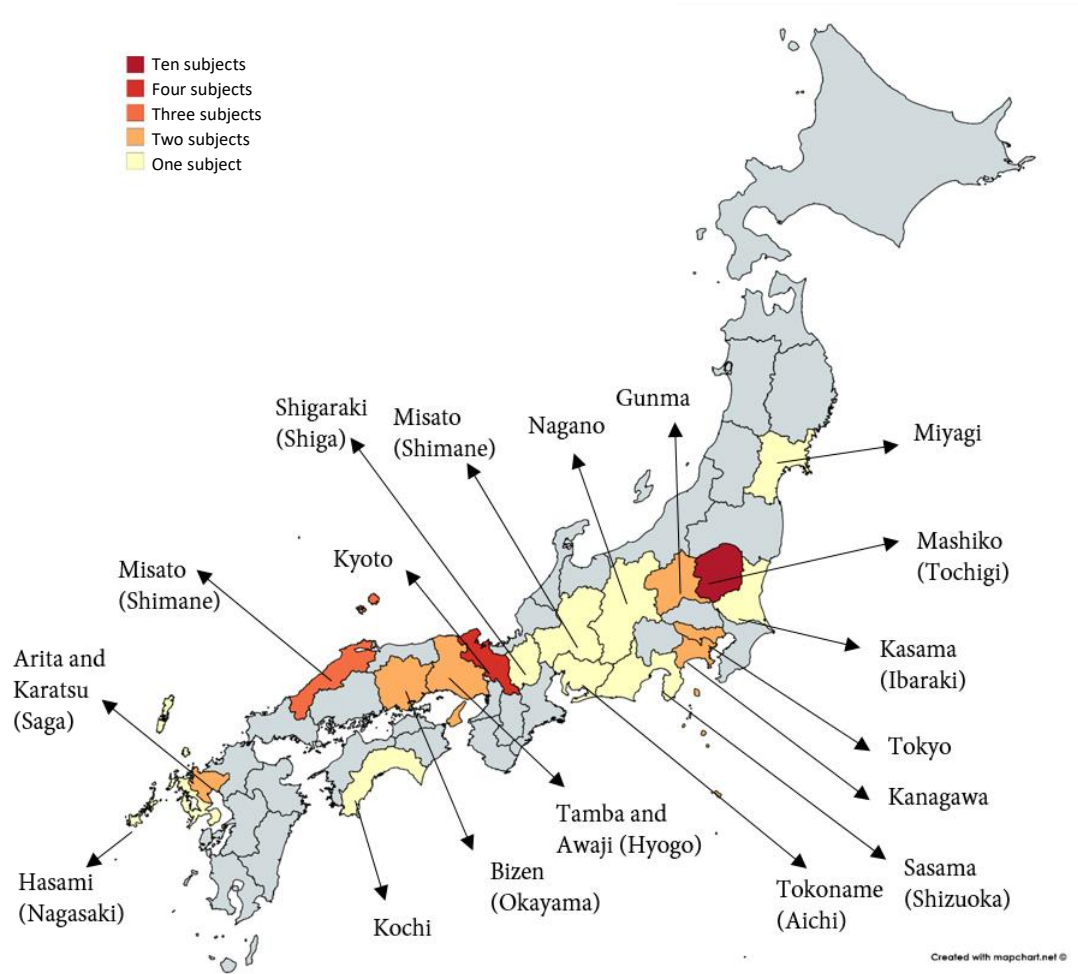 Ten subjects
Four subjects
Three subjects
Two subjects
One subject
Gunma
Shigaraki
(Shiga)
Misato
(Shimane)
Nagano
Miyagi
Mashiko
(Tochigi)
Kyoto
Misato
(Shimane)
Kasama
(Ibaraki)
Arita and
Karatsu
(Saga)
Tokyo
Kanagawa
Tamba and
Awaji (Hyogo)
Sasama
(Shizuoka)
Bizen
(Okayama)
Tokoname
(Aichi)
Hasami
(Nagasaki)
Kochi
Created with mapchart.net ©